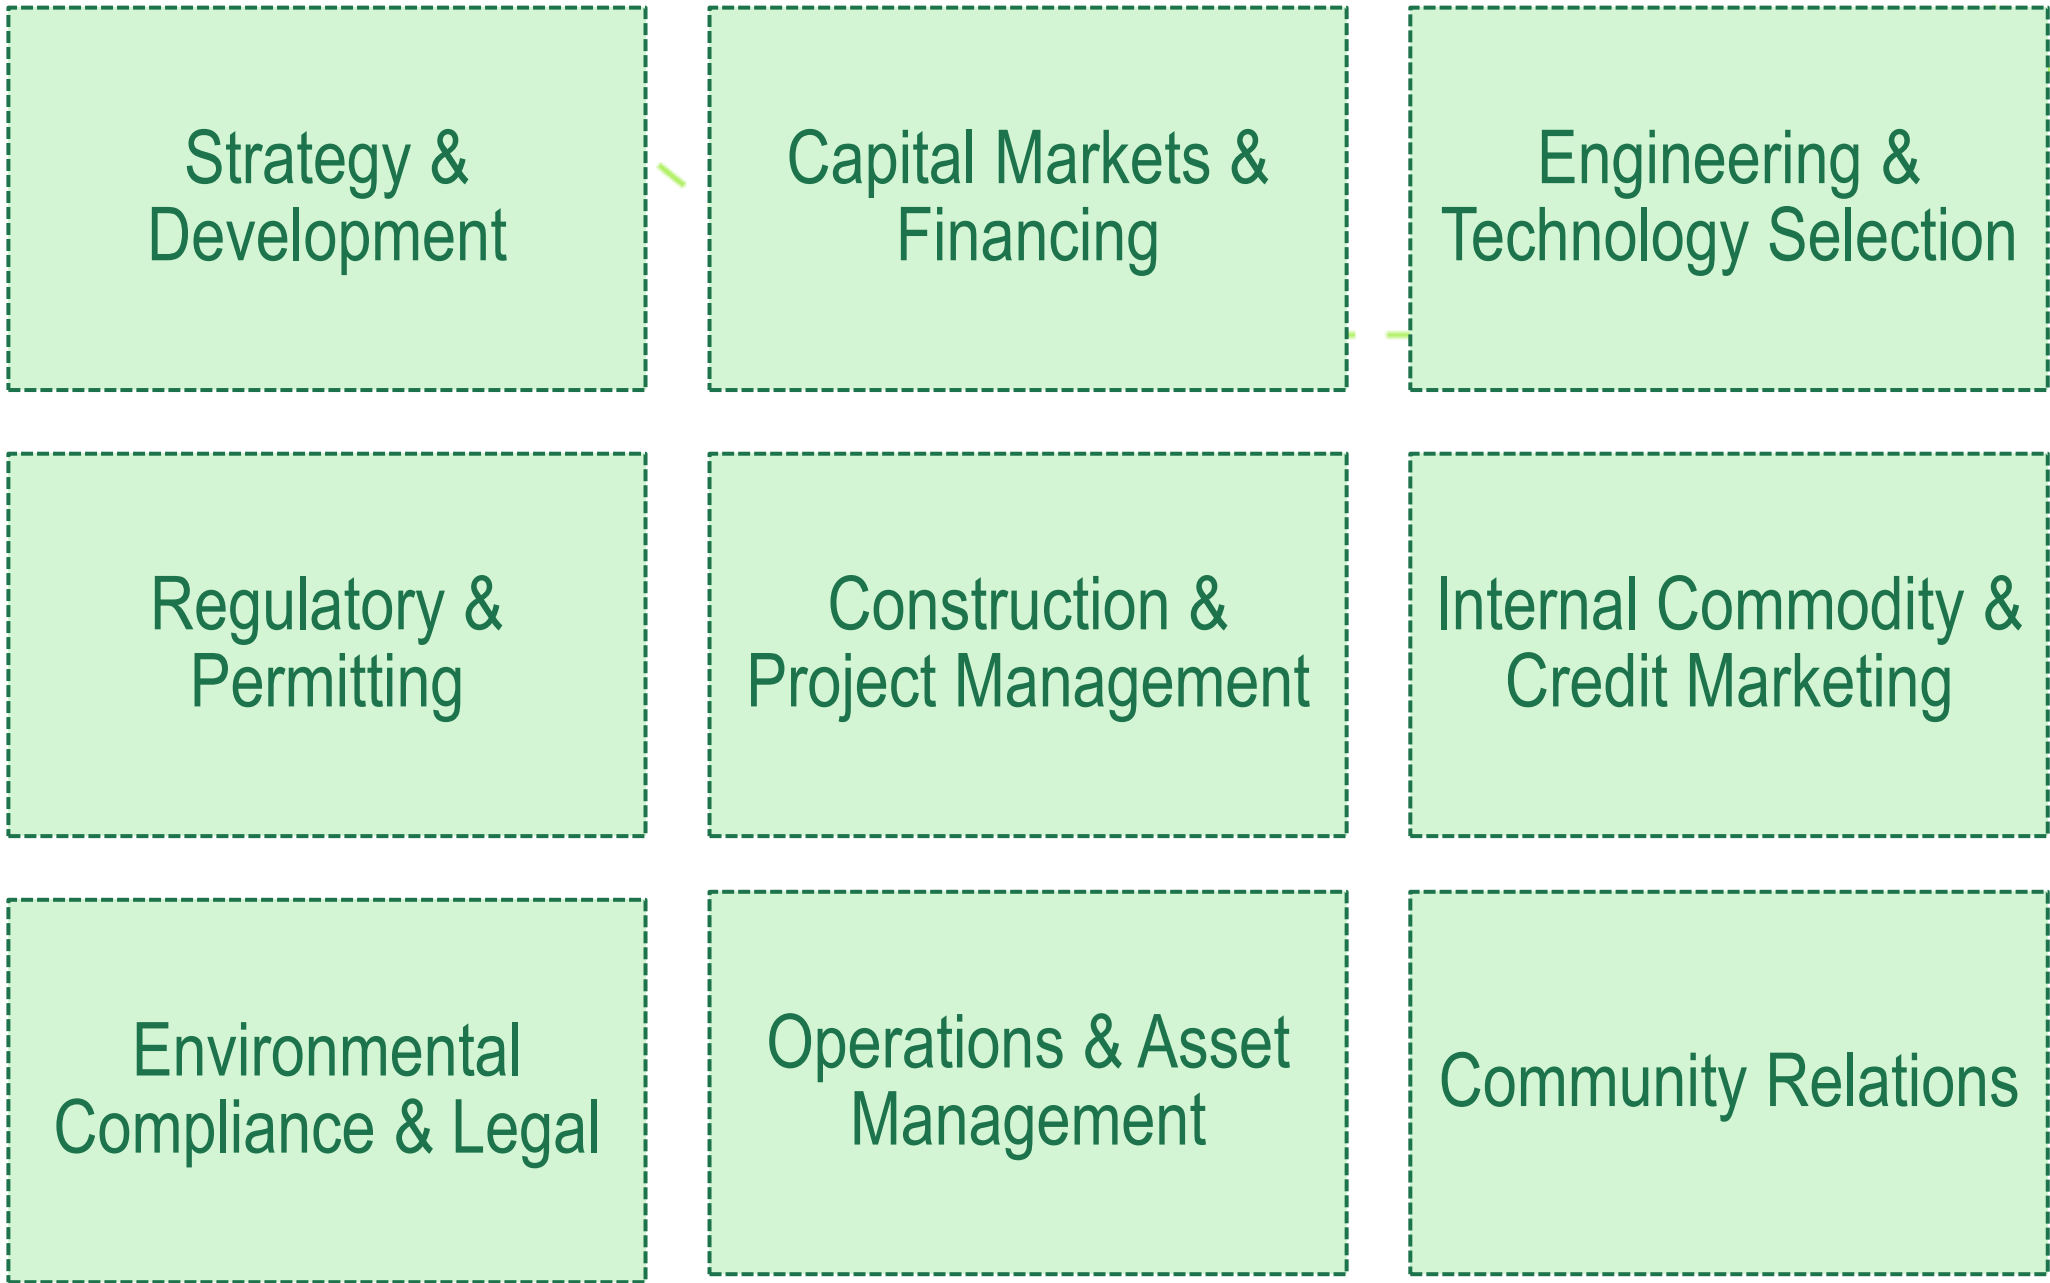 Strategy &
Development
Capital Markets &
Financing
Engineering &
Technology Selection
Regulatory &
Permitting
Construction &
Project Management
Internal Commodity &
Credit Marketing
Environmental
Compliance & Legal
Operations & Asset
Management
Community Relations